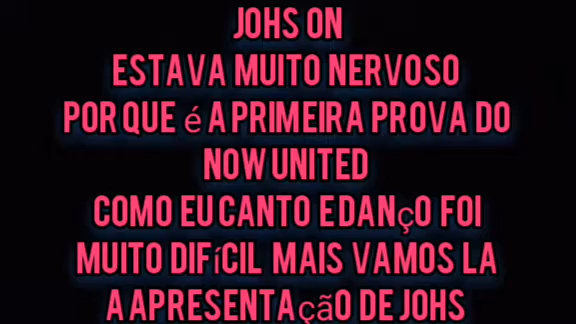 JOHS ON
ESTAVA MUITO NERVOSO
POR QUE é A PRIMEIRA PROVA DO
NOW UNITED
COMO EU CANTO E DANçO FOI
MUITO DIFíCIL MAIS VAMOS LA
A APRESENTAçãO DE JOHS